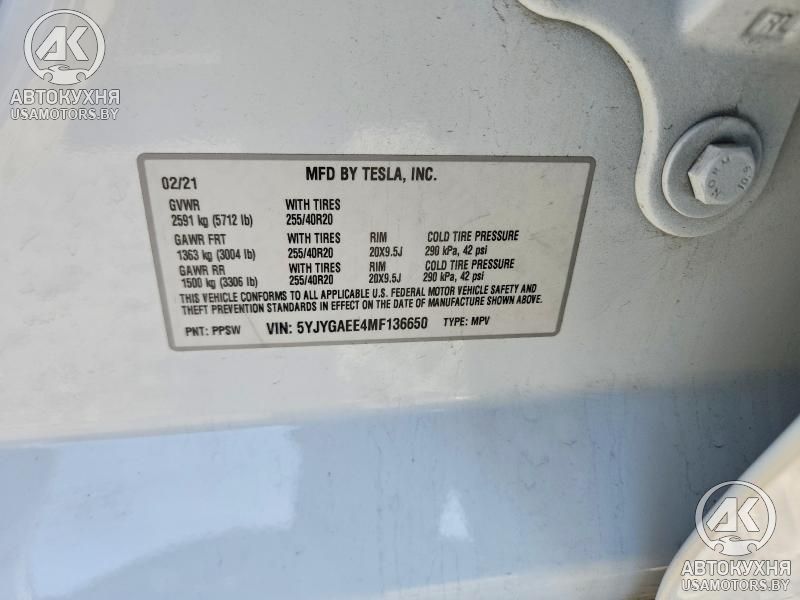 AK
АВТОКУХНЯ
USAMOTORS.BY
MFD BY TESLA, INC.
02/21
GVWR WITH TIRES
2591 kg (5712 lb) 255/40R20
GAWR FRT WITH TIRES RIM COLD TIRE PRESSURE
1363 kg (3004 lb) 255/40R20 20X9.5J 290 kPa, 42 psi
GAWR RR WITH TIRES RIM COLD TIRE PRESSURE
1500 kg (3306 lb) 255/40R20 20X9.5J 290 kPa, 42 psi
THIS VEHICLE CONFORMS TO ALL APPLICABLE U.S. FEDERAL MOTOR VEHICLE SAFETY AND
THEFT PREVENTION STANDARDS IN EFFECT ON THE DATE OF MANUFACTURE SHOWN ABOVE.
PNT: PPSW VIN: 5YJYGAEE4MF136650 TYPE: MPV
10.9
AK
АВТОКУХНЯ
USAMOTORS.BY